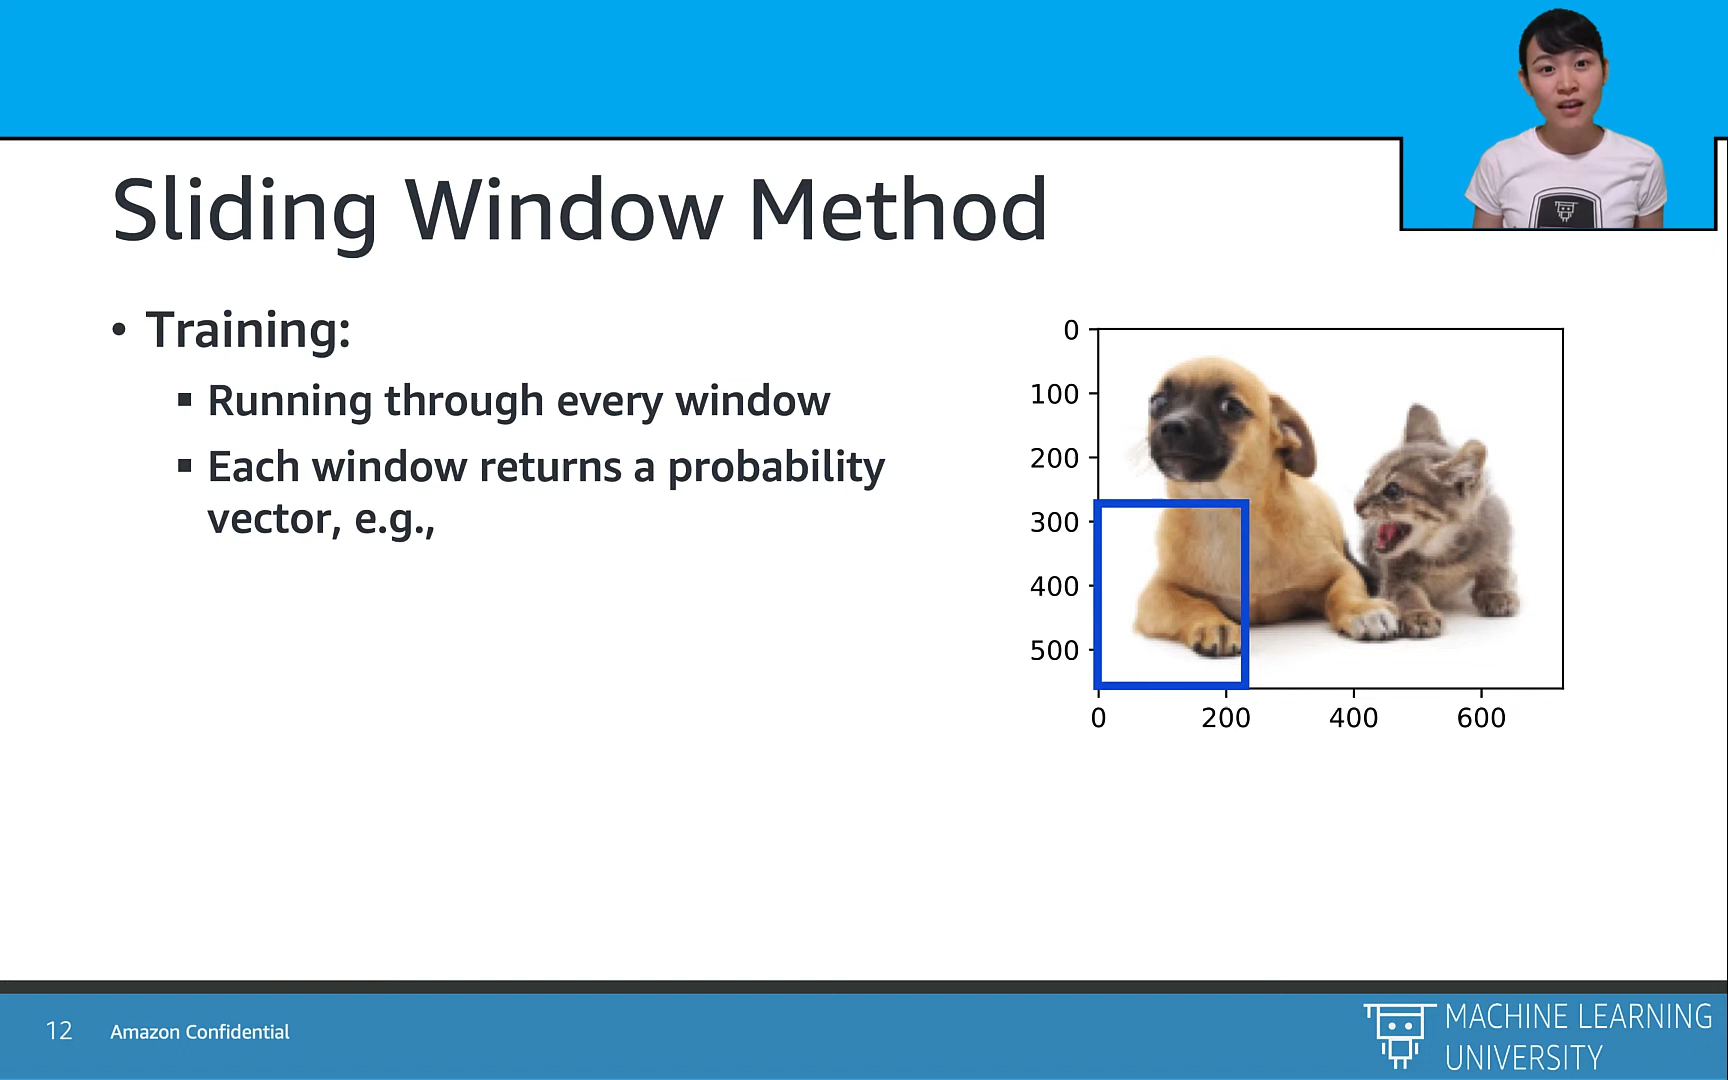 Sliding Window Method
• Training:
▪ Running through every window
▪ Each window returns a probability
vector, e.g.,
0
100
200
300
400
500
0 200 400 600
12 Amazon Confidential
MACHINE LEARNING
UNIVERSITY